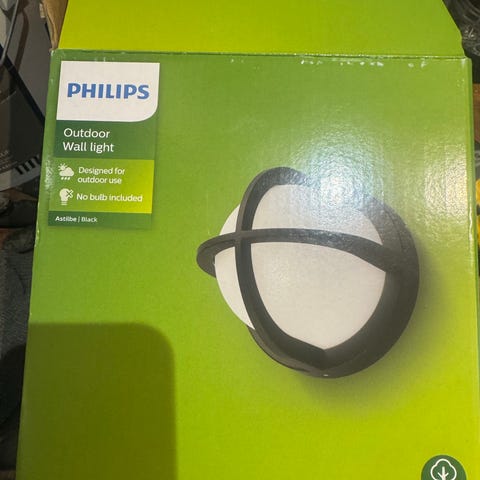 PHILIPS
Outdoor
Wall light
Designed for
outdoor use
No bulb included
Astilbe | Black